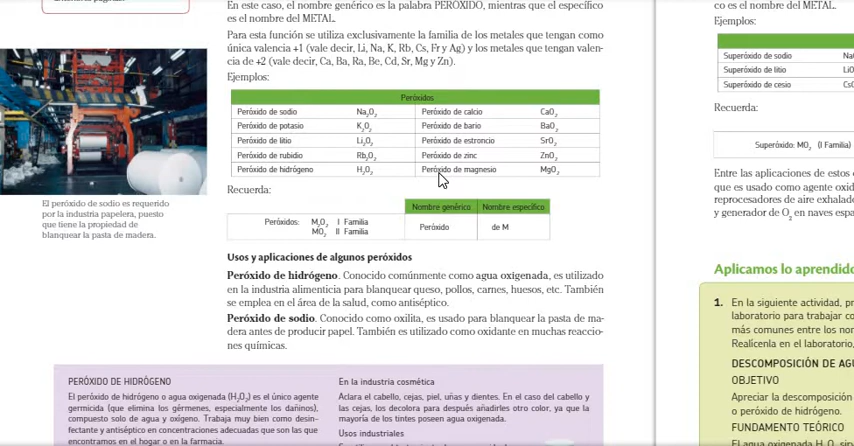 En este caso, el nombre genérico es la palabra PERÓXIDO, mientras que el específico
es el nombre del METAL.
Para esta función se utiliza exclusivamente la familia de los metales que tengan como
única valencia +1 (vale decir, Li, Na, K, Rb, Cs, Fr y Ag) y los metales que tengan valen-
cia de +2 (vale decir, Ca, Ba, Ra, Be, Cd, Sr, Mg y Zn).
Ejemplos:
Peróxidos
Peróxido de sodio Na₂O₂ Peróxido de calcio CaO₂
Peróxido de potasio K₂O₂ Peróxido de bario BaO₂
Peróxido de litio Li₂O₂ Peróxido de estroncio SrO₂
Peróxido de rubidio Rb₂O₂ Peróxido de zinc ZnO₂
Peróxido de hidrógeno H₂O₂ Peróxido de magnesio MgO₂
Recuerda:
Nombre genérico Nombre específico
Peróxidos: M₂O₂ I Familia
MO₂ II Familia
Peróxido de M
El peróxido de sodio es requerido
por la industria papelera, puesto
que tiene la propiedad de
blanquear la pasta de madera.
Usos y aplicaciones de algunos peróxidos
Peróxido de hidrógeno. Conocido comúnmente como agua oxigenada, es utilizado
en la industria alimenticia para blanquear queso, pollos, carnes, huesos, etc. También
se emplea en el área de la salud, como antiséptico.
Peróxido de sodio. Conocido como oxilita, es usado para blanquear la pasta de ma-
dera antes de producir papel. También es utilizado como oxidante en muchas reaccio-
nes químicas.
PERÓXIDO DE HIDRÓGENO
El peróxido de hidrógeno o agua oxigenada (H₂O₂) es el único agente
germicida (que elimina los gérmenes, especialmente los dañinos),
compuesto solo de agua y oxígeno. Trabaja muy bien como desin-
fectante y antiséptico en concentraciones adecuadas que son las que
encontramos en el hogar o en la farmacia.
En la industria cosmética
Aclara el cabello, cejas, piel, uñas y dientes. En el caso del cabello y
las cejas, los decolora para después añadirles otro color, ya que la
mayoría de los tintes poseen agua oxigenada.
Usos industriales
co es el nombre del METAL.
Ejemplos:
Superóxido de sodio
Superóxido de litio
Superóxido de cesio
Recuerda:
Superóxido: MO₂ (I Familia)
Entre las aplicaciones de estos
que es usado como agente oxid
reprocesadores de aire exhalad
y generador de O₂ en naves espa
Aplicamos lo aprendido
1. En la siguiente actividad, pr
laboratorio para trabajar co
más comunes entre los nom
Realícenla en el laboratorio,
DESCOMPOSICIÓN DE AGU
OBJETIVO
Apreciar la descomposición
o peróxido de hidrógeno.
FUNDAMENTO TEÓRICO